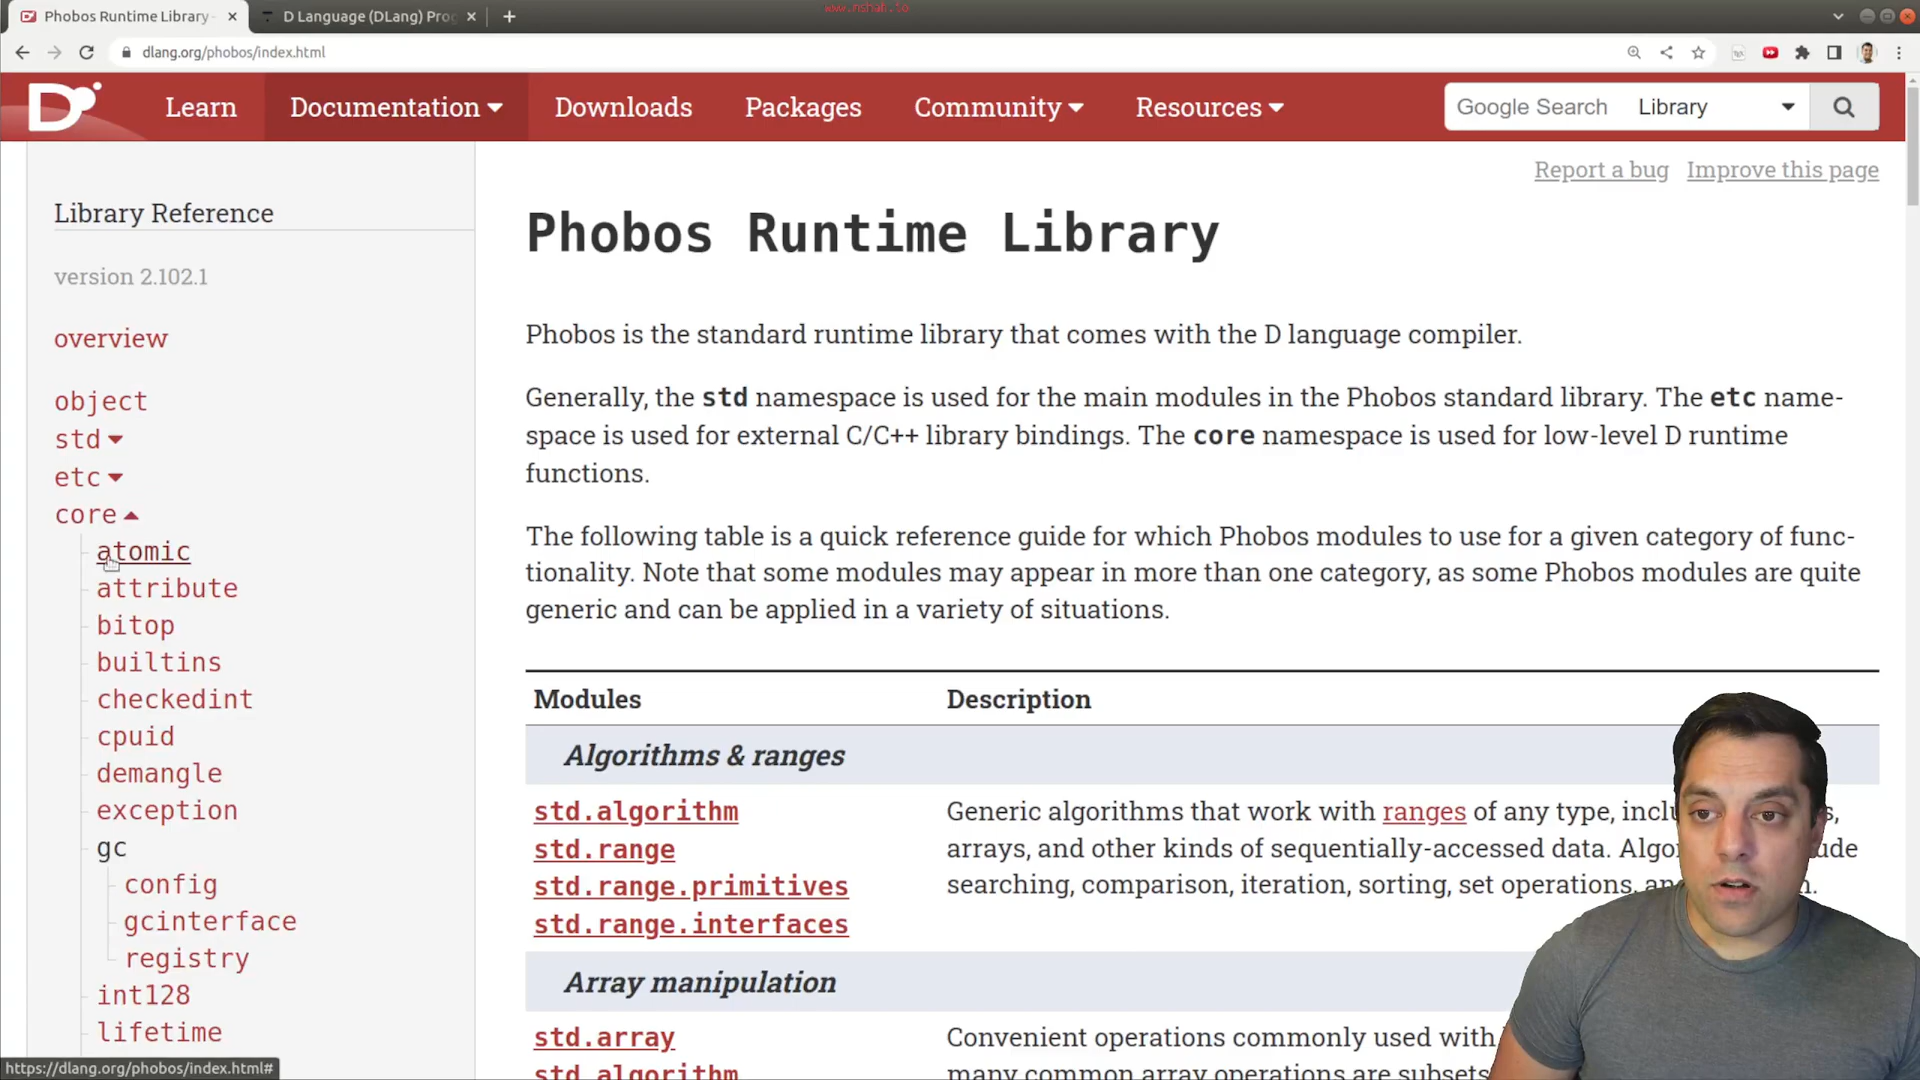 Phobos Runtime Library
D Language (DLang) Pro
www.nshah.to
dlang.org/phobos/index.html
D
Learn
Documentation
Downloads
Packages
Community
Resources
Google Search
Library
Report a bug
Improve this page
Library Reference
version 2.102.1
overview
object
std
etc
core
atomic
attribute
bitop
builtins
checkedint
cpuid
demangle
exception
gc
config
gcinterface
registry
int128
lifetime
https://dlang.org/phobos/index.html#
Phobos Runtime Library
Phobos is the standard runtime library that comes with the D language compiler.
Generally, the std namespace is used for the main modules in the Phobos standard library. The etc name-
space is used for external C/C++ library bindings. The core namespace is used for low-level D runtime
functions.
The following table is a quick reference guide for which Phobos modules to use for a given category of func-
tionality. Note that some modules may appear in more than one category, as some Phobos modules are quite
generic and can be applied in a variety of situations.
Modules Description
Algorithms & ranges
std.algorithm
std.range
std.range.primitives
std.range.interfaces
Generic algorithms that work with ranges of any type,
arrays, and other kinds of sequentially-accessed data.
searching, comparison, iteration, sorting, set operations,
Array manipulation
std.array
std.algorithm
Convenient operations commonly used with
many common array operations are subsets